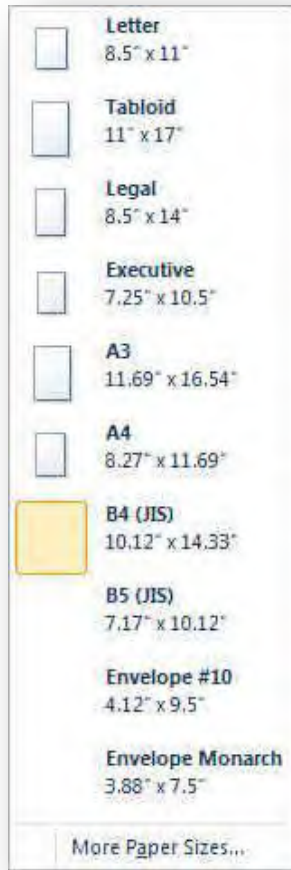 Letter
8.5" x 11"
Tabloid
11" x 17"
Legal
8.5" x 14"
Executive
7.25" x 10.5"
A3
11.69" x 16.54"
A4
8.27" x 11.69"
B4 (JIS)
10.12" x 14.33"
B5 (JIS)
7.17" x 10.12"
Envelope #10
4.12" x 9.5"
Envelope Monarch
3.88" x 7.5"
More Paper Sizes...